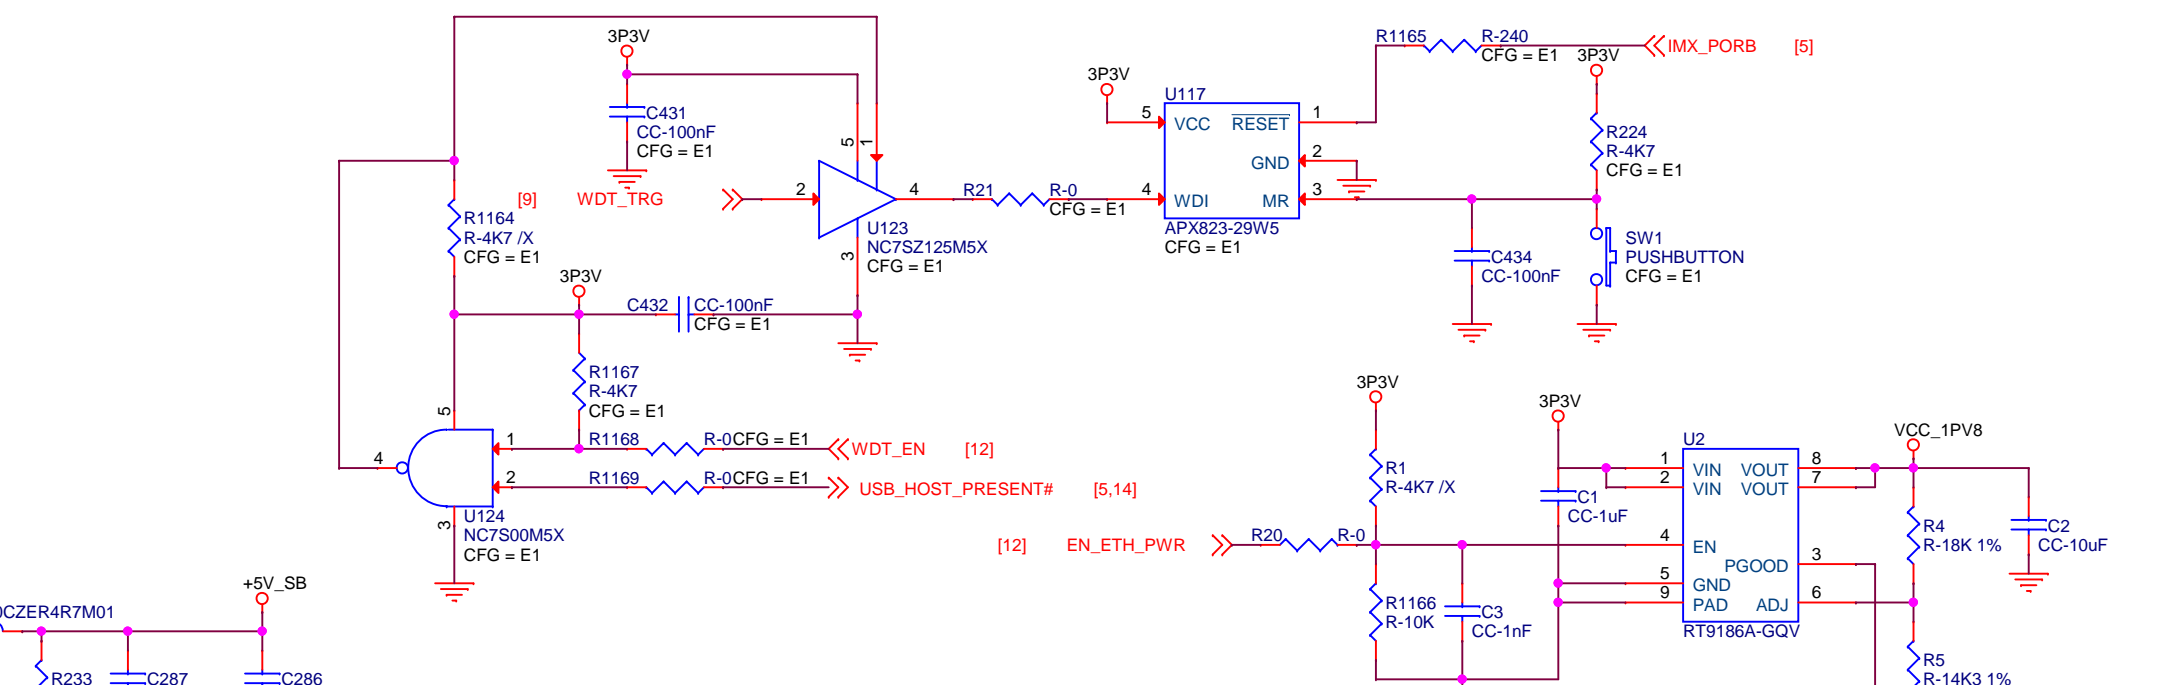 3P3V
C431
CC-100nF
CFG = E1
5
1
[9]
WDT_TRG
2
4
R21
R-0
CFG = E1
U123
NC7SZ125M5X
CFG = E1
3
R1164
R-4K7 /X
CFG = E1
3P3V
C432
CC-100nF
CFG = E1
R1167
R-4K7
CFG = E1
5
4
1
2
3
R1168
R-0
CFG = E1
WDT_EN
[12]
R1169
R-0
CFG = E1
USB_HOST_PRESENT#
[5,14]
U124
NC7S00M5X
CFG = E1
3P3V
U117
5
VCC
RESET
1
GND
2
4
WDI
MR
3
APX823-29W5
CFG = E1
R1165
R-240
CFG = E1
IMX_PORB
[5]
3P3V
R224
R-4K7
CFG = E1
C434
CC-100nF
SW1
PUSHBUTTON
CFG = E1
3P3V
R1
R-4K7 /X
[12]
EN_ETH_PWR
R20
R-0
R1166
R-10K
C3
CC-1nF
3P3V
C1
CC-1uF
U2
1
VIN
VOUT
8
2
VIN
VOUT
7
4
EN
PGOOD
3
5
GND
9
PAD
ADJ
6
RT9186A-GQV
VCC_1PV8
R4
R-18K 1%
C2
CC-10uF
R5
R-14K3 1%
+5V_SB
CZER4R7M01
R233
C287
C286